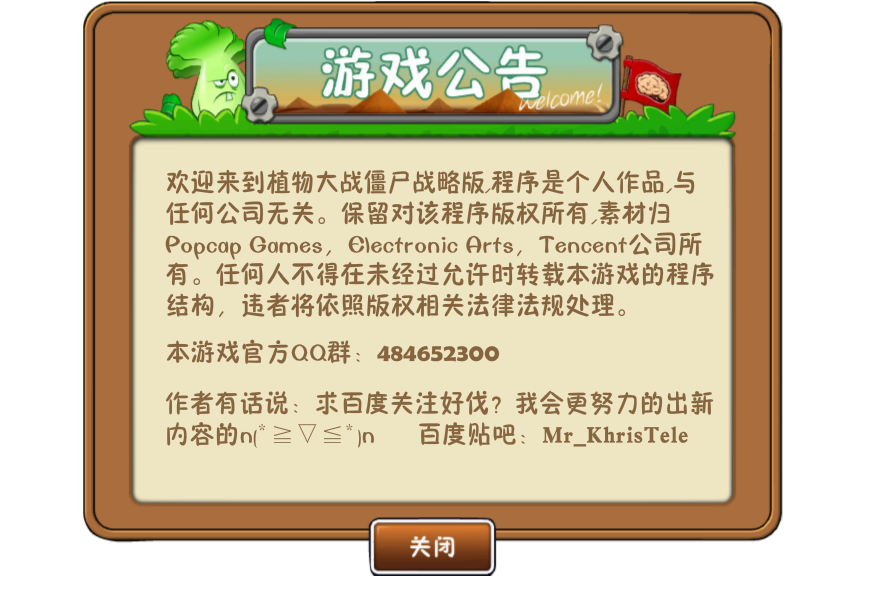 游戏公告
welcome!
欢迎来到植物大战僵尸战略版,程序是个人作品,与
任何公司无关。保留对该程序版权所有,素材归
Popcap Games，Electronic Arts，Tencent公司所
有。任何人不得在未经过允许时转载本游戏的程序
结构，违者将依照版权相关法律法规处理。
本游戏官方QQ群：484652300
作者有话说：求百度关注好伐？我会更努力的出新
内容的n(*≧▽≦*)n 百度贴吧：Mr_KhrisTele
关闭